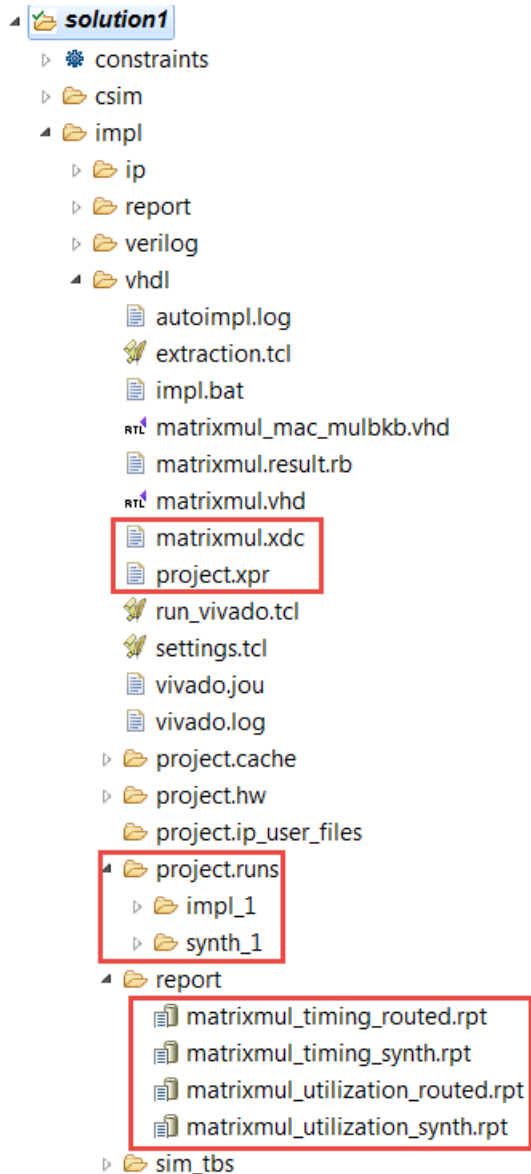 solution1
constraints
csim
impl
ip
report
verilog
vhdl
autoimpl.log
extraction.tcl
impl.bat
RTL matrixmul_mac_mulbkb.vhd
matrixmul.result.rb
RTL matrixmul.vhd
matrixmul.xdc
project.xpr
run_vivado.tcl
settings.tcl
vivado.jou
vivado.log
project.cache
project.hw
project.ip_user_files
project.runs
impl_1
synth_1
report
matrixmul_timing_routed.rpt
matrixmul_timing_synth.rpt
matrixmul_utilization_routed.rpt
matrixmul_utilization_synth.rpt
sim_tbs